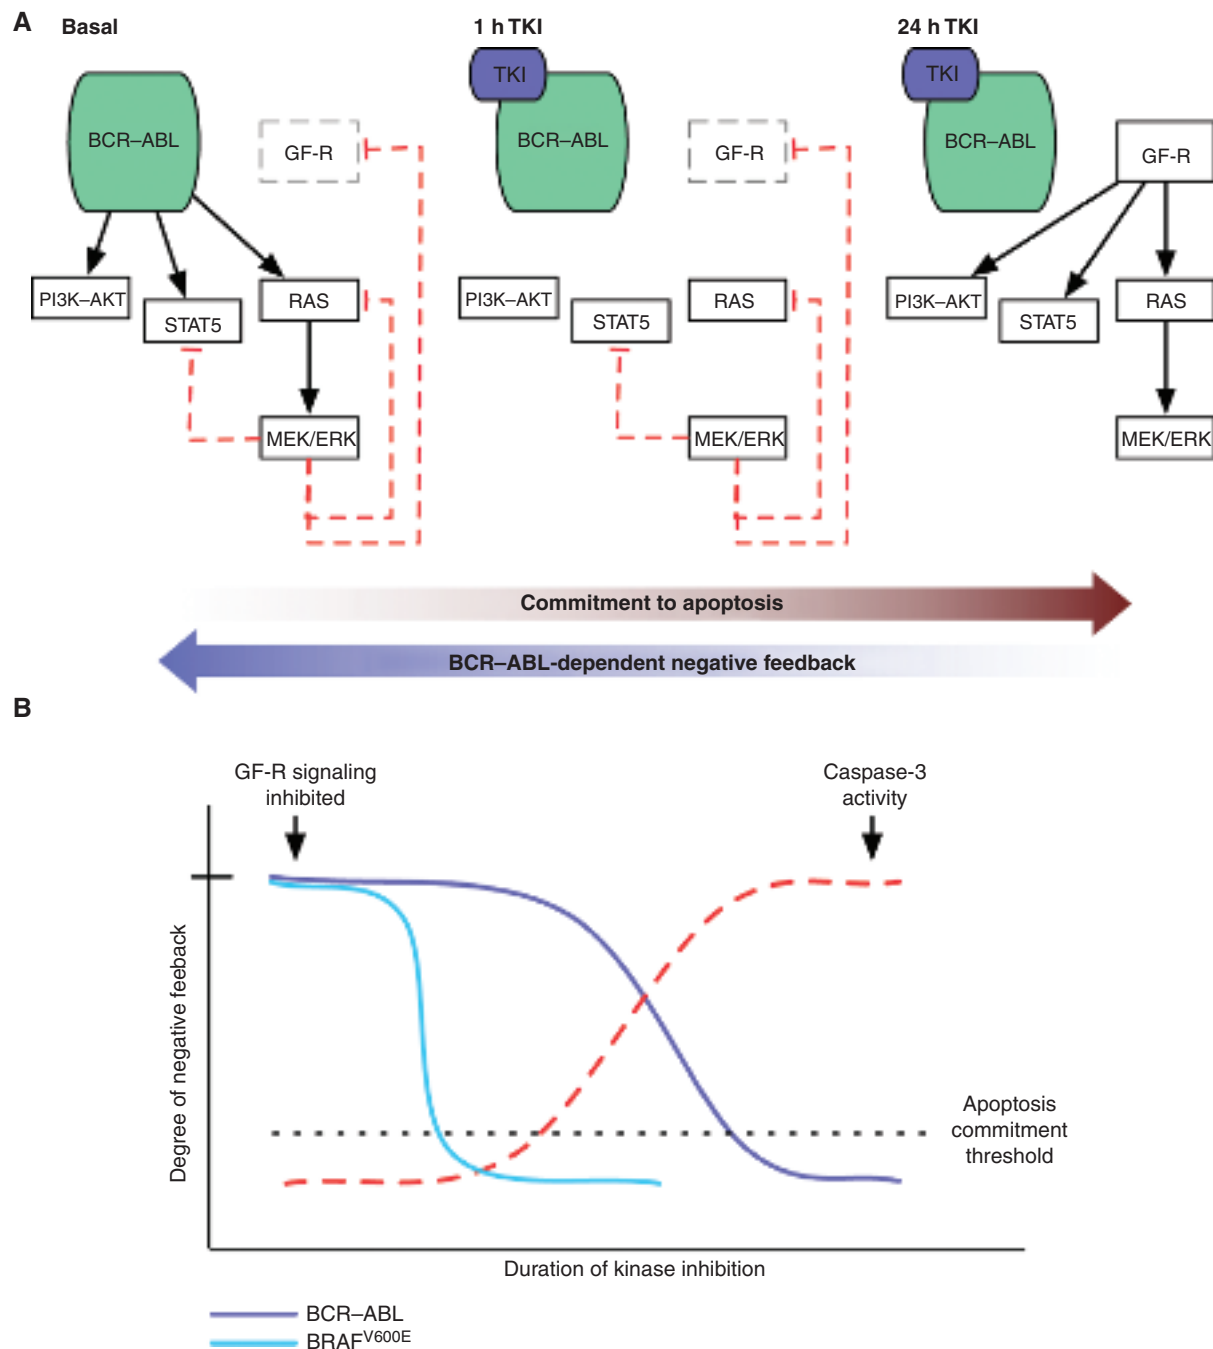 A
Basal
1 h TKI
24 h TKI
BCR–ABL
GF-R
PI3K–AKT
STAT5
RAS
MEK/ERK
TKI
BCR–ABL
GF-R
PI3K–AKT
STAT5
RAS
MEK/ERK
TKI
BCR–ABL
GF-R
PI3K–AKT
STAT5
RAS
MEK/ERK
Commitment to apoptosis
BCR–ABL-dependent negative feedback
B
GF-R signaling
inhibited
Caspase-3
activity
Degree of negative feeback
Apoptosis
commitment
threshold
Duration of kinase inhibition
BCR–ABL
BRAF^V600E